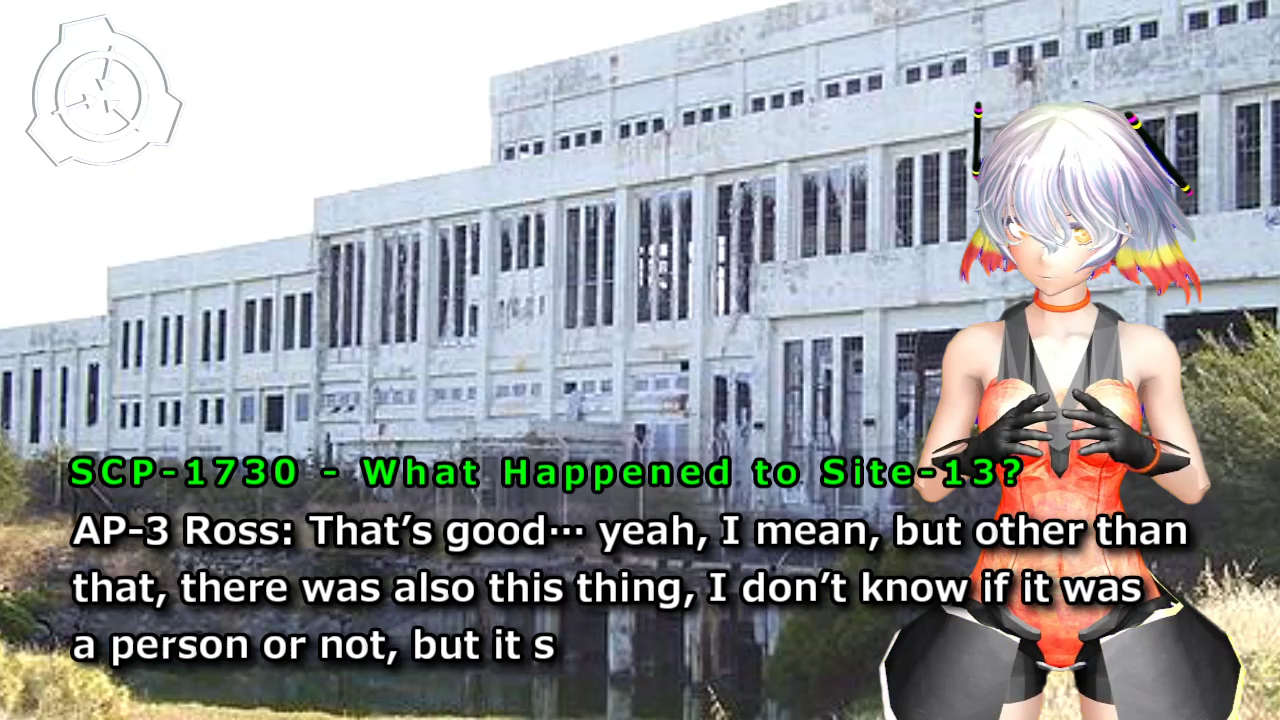 SCP-1730 - What Happened to Site-13?
AP-3 Ross: That's good… yeah, I mean, but other than
that, there was also this thing, I don't know if it was
a person or not, but it s